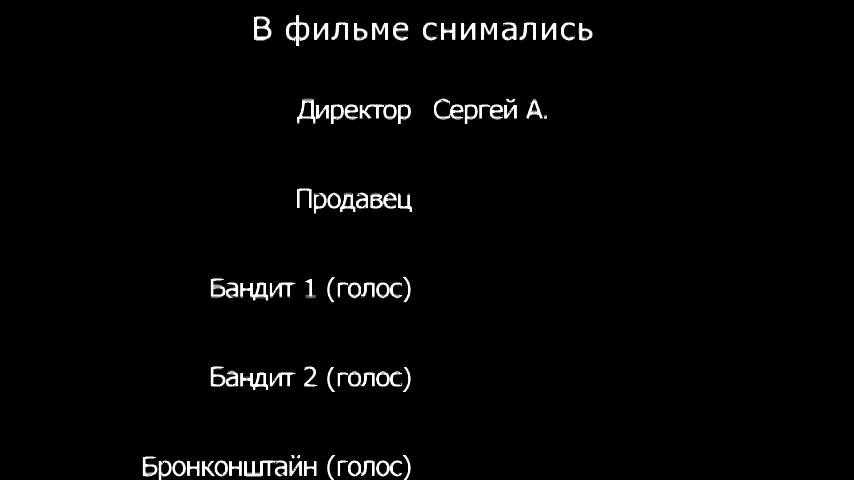 В фильме снимались
Директор Сергей А.
Продавец
Бандит 1 (голос)
Бандит 2 (голос)
Бронконштайн (голос)